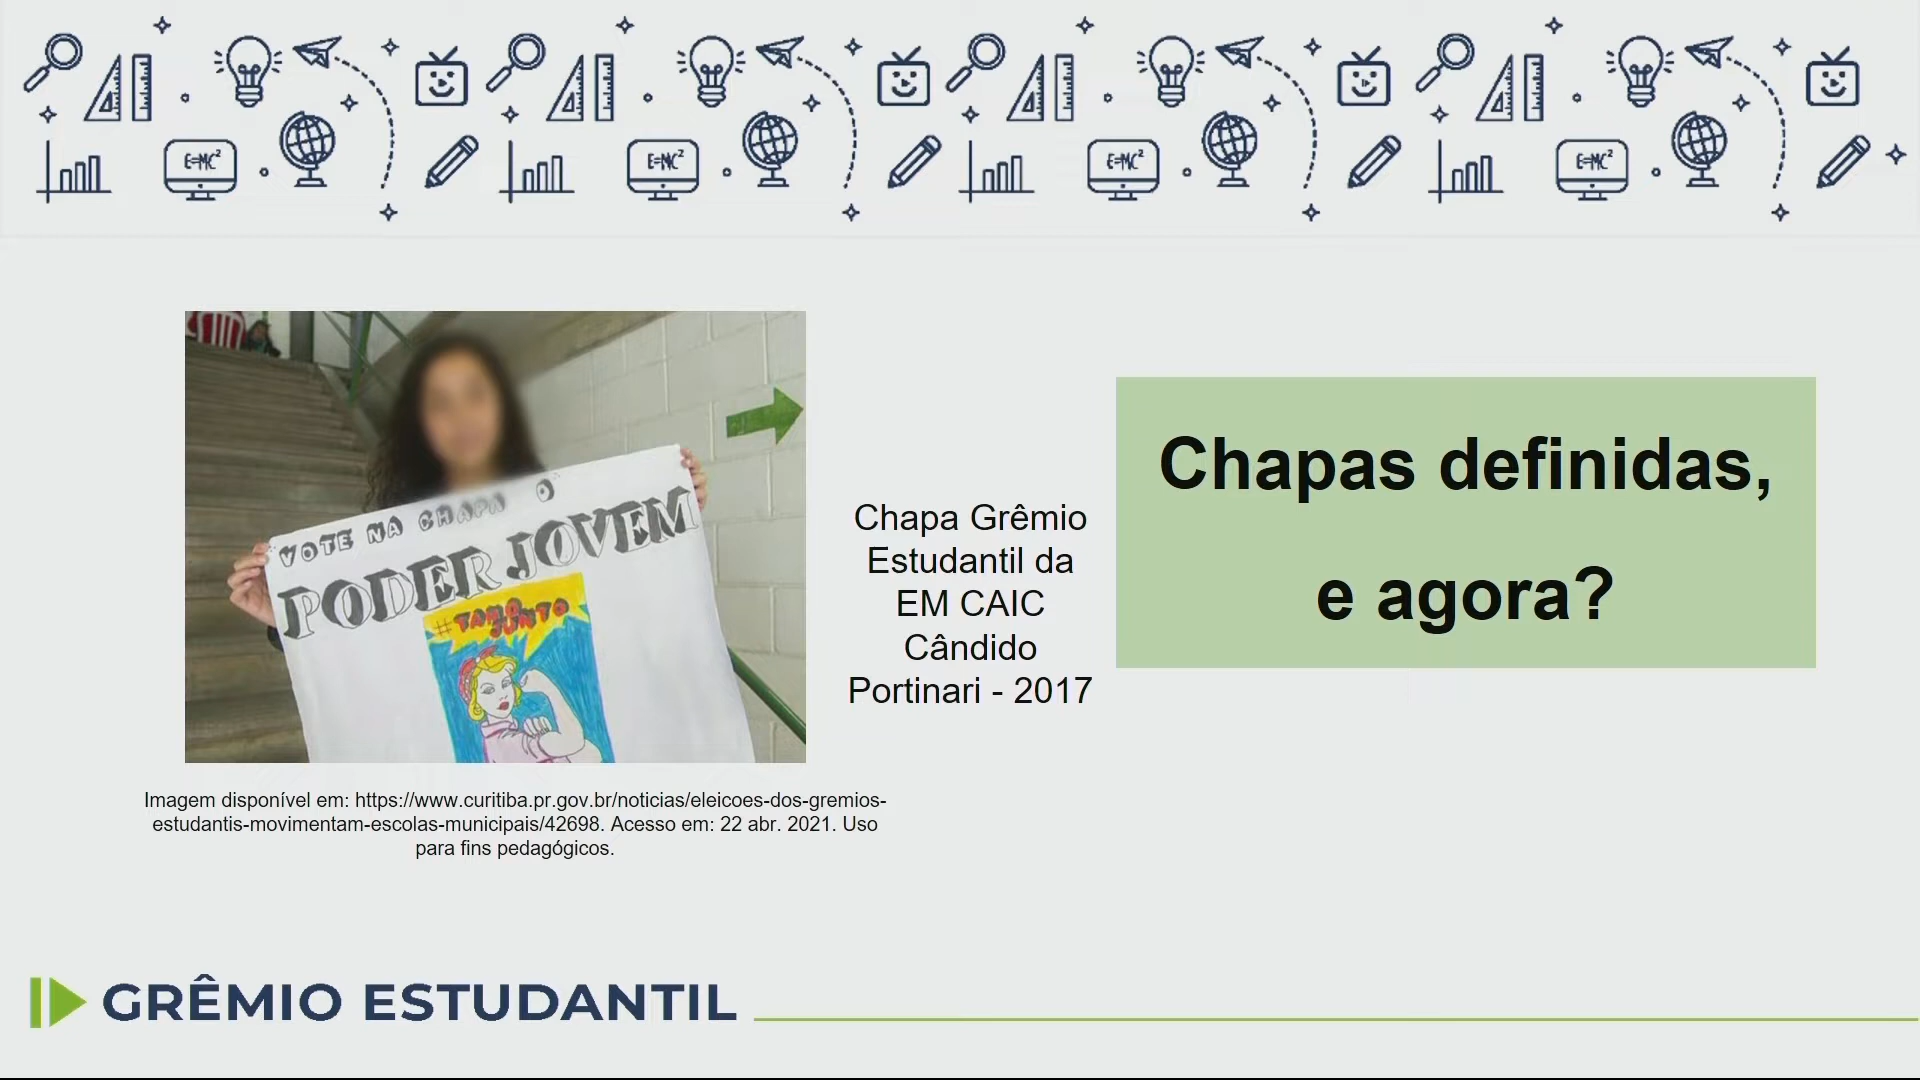 E=MC²
E=MC²
E=MC²
E=MC²
VOTE NA CHAPA O
PODER JOVEM
#TAMO
JUNTO
Chapa Grêmio
Estudantil da
EM CAIC
Cândido
Portinari - 2017
Chapas definidas,
e agora?
Imagem disponível em: https://www.curitiba.pr.gov.br/noticias/eleicoes-dos-gremios-
estudantis-movimentam-escolas-municipais/42698. Acesso em: 22 abr. 2021. Uso
para fins pedagógicos.
GRÊMIO ESTUDANTIL